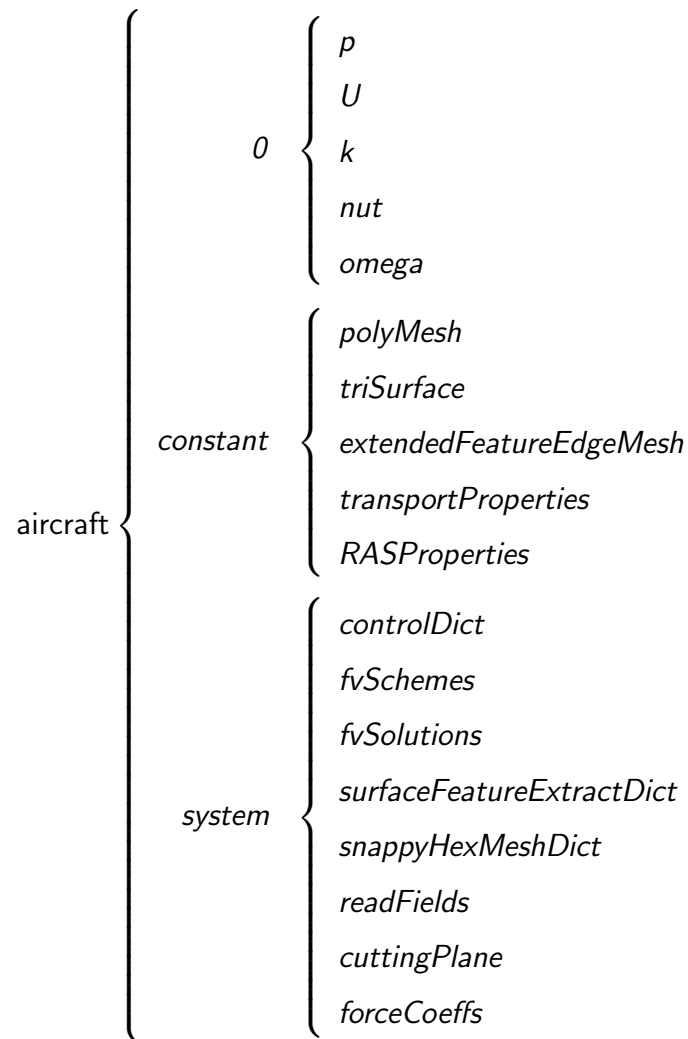 aircraft
0
p
U
k
nut
omega
constant
polyMesh
triSurface
extendedFeatureEdgeMesh
transportProperties
RASProperties
system
controlDict
fvSchemes
fvSolutions
surfaceFeatureExtractDict
snappyHexMeshDict
readFields
cuttingPlane
forceCoeffs